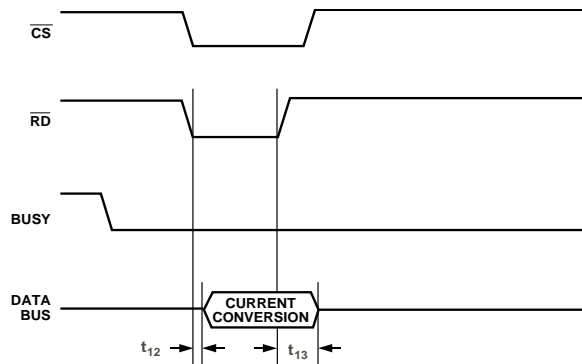 CS
RD
BUSY
DATA
BUS
CURRENT
CONVERSION
t12
t13